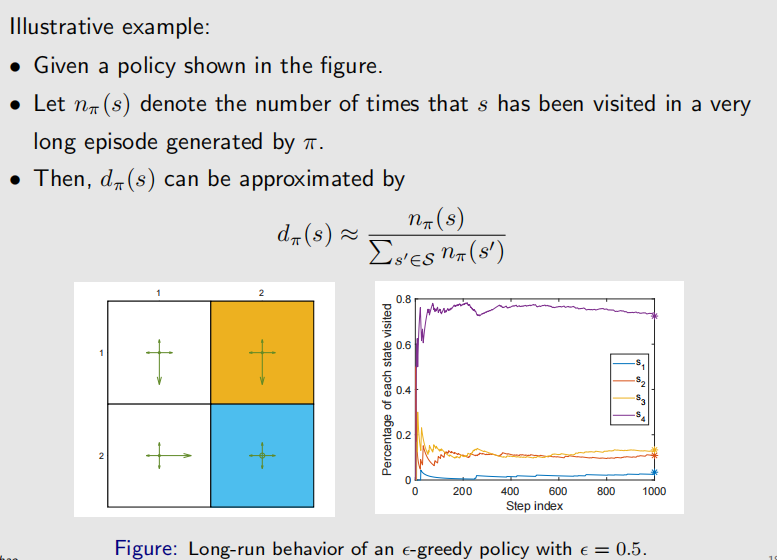 Illustrative example:
• Given a policy shown in the figure.
• Let nπ(s) denote the number of times that s has been visited in a very
long episode generated by π.
• Then, dπ(s) can be approximated by
dπ(s) ≈ nπ(s) / ∑s′∈S nπ(s′)
1 2
1
2
Percentage of each state visited
0.8
0.6
0.4
0.2
0
s1
s2
s3
s4
0 200 400 600 800 1000
Step index
Figure: Long-run behavior of an ϵ-greedy policy with ϵ = 0.5.